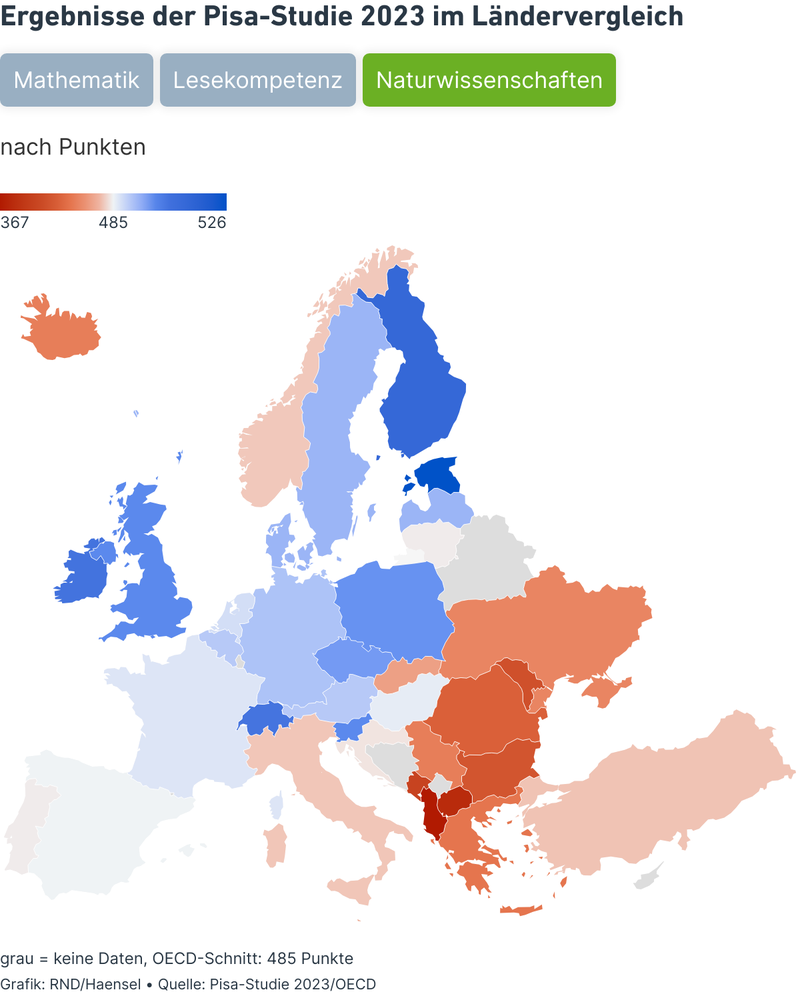 Ergebnisse der Pisa-Studie 2023 im Ländervergleich
Mathematik
Lesekompetenz
Naturwissenschaften
nach Punkten
367 485 526
grau = keine Daten, OECD-Schnitt: 485 Punkte
Grafik: RND/Haensel • Quelle: Pisa-Studie 2023/OECD